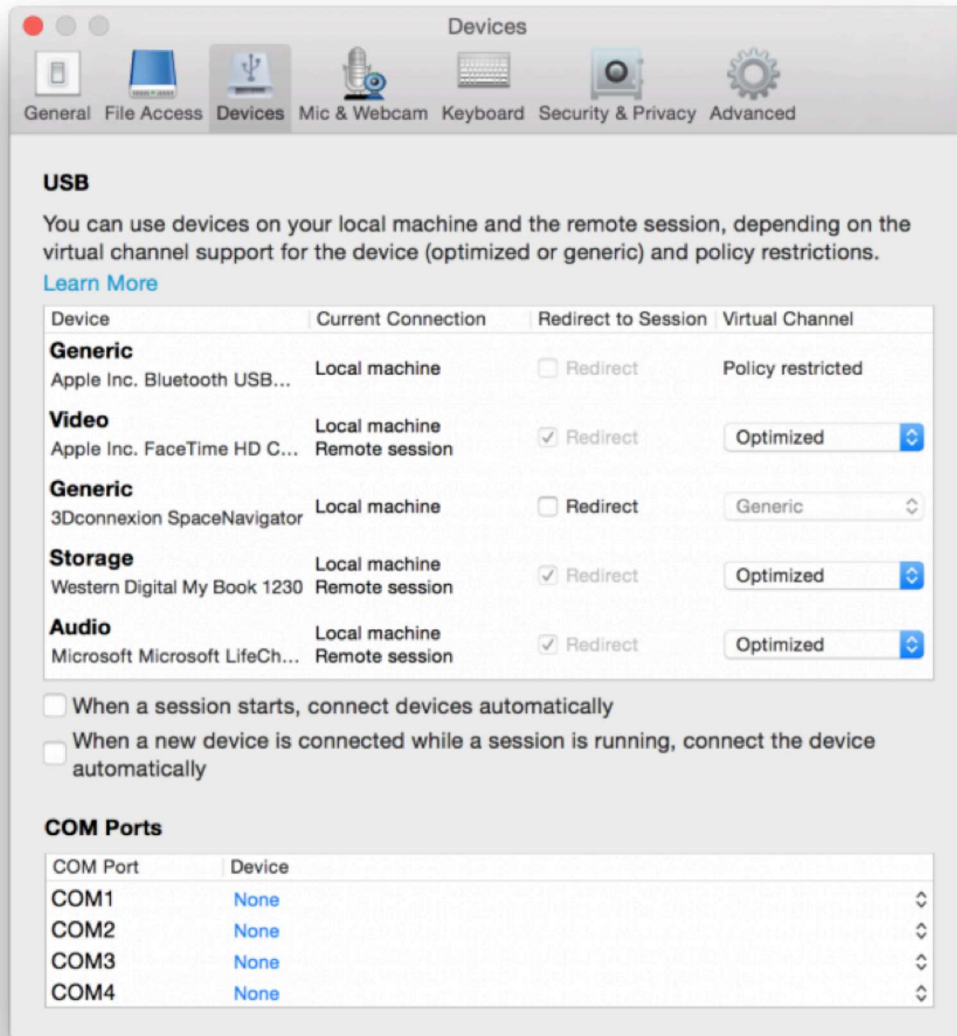 Devices
General File Access Devices Mic & Webcam Keyboard Security & Privacy Advanced
USB
You can use devices on your local machine and the remote session, depending on the
virtual channel support for the device (optimized or generic) and policy restrictions.
Learn More
Device Current Connection Redirect to Session Virtual Channel
Generic
Apple Inc. Bluetooth USB... Local machine Redirect Policy restricted
Video
Apple Inc. FaceTime HD C... Local machine Remote session Redirect Optimized
Generic
3Dconnexion SpaceNavigator Local machine Redirect Generic
Storage
Western Digital My Book 1230 Local machine Remote session Redirect Optimized
Audio
Microsoft Microsoft LifeCh... Local machine Remote session Redirect Optimized
When a session starts, connect devices automatically
When a new device is connected while a session is running, connect the device
automatically
COM Ports
COM Port Device
COM1 None
COM2 None
COM3 None
COM4 None